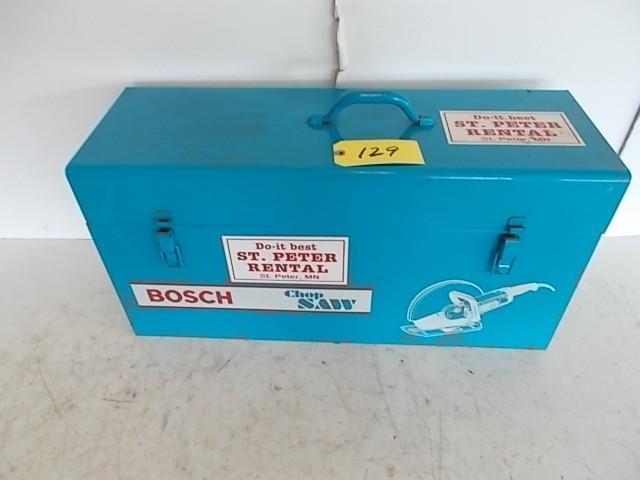 Do-it best
ST. PETER
RENTAL
St. Peter, MN
129
Do-it best
ST. PETER
RENTAL
St. Peter, MN
BOSCH
Chop
SAW